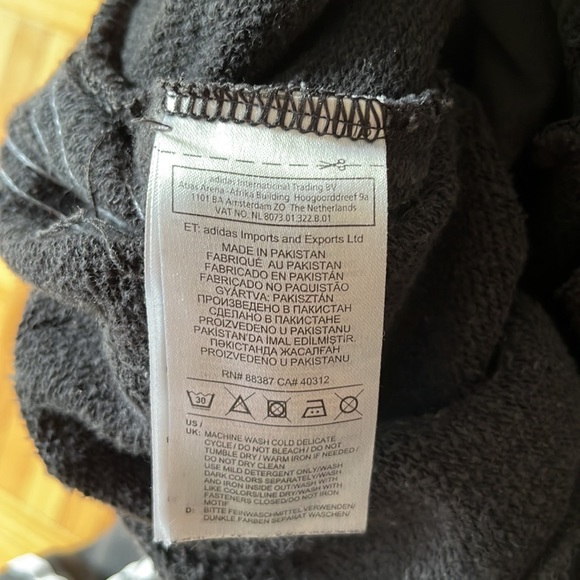 adidas International Trading BV
Atlas Arena -Afrika Building Hoogoorddreef 9a
1101 BA Amsterdam ZO The Netherlands
VAT NO. NL 8073.01.322.B.01
ET: adidas Imports and Exports Ltd
MADE IN PAKISTAN
FABRIQUÉ AU PAKISTAN
FABRICADO EN PAKISTÁN
FABRICADO NO PAQUISTÃO
GYÁRTVA: PAKISZTÁN
ПРОИЗВЕДЕНО В ПАКИСТАН
СДЕЛАНО В ПАКИСТАНЕ
PROIZVEDENO U PAKISTANU
PAKİSTAN'DA İMAL EDİLMİŞTİR.
ПӘКІСТАНДА ЖАСАЛҒАН
PROIZVEDENO U PAKISTANU
RN# 88387 CA# 40312
30
US /
UK: MACHINE WASH COLD DELICATE
CYCLE / DO NOT BLEACH / DO NOT
TUMBLE DRY / WARM IRON IF NEEDED /
DO NOT DRY CLEAN
USE MILD DETERGENT ONLY/WASH
AND IRON INSIDE OUT/WASH WITH
LIKE COLORS/LINE DRY/WASH WITH
FASTENERS CLOSED/DO NOT IRON
MOTIF
D: BITTE FEINWASCHMITTEL VERWENDEN/
DUNKLE FARBEN SEPARAT WASCHEN/